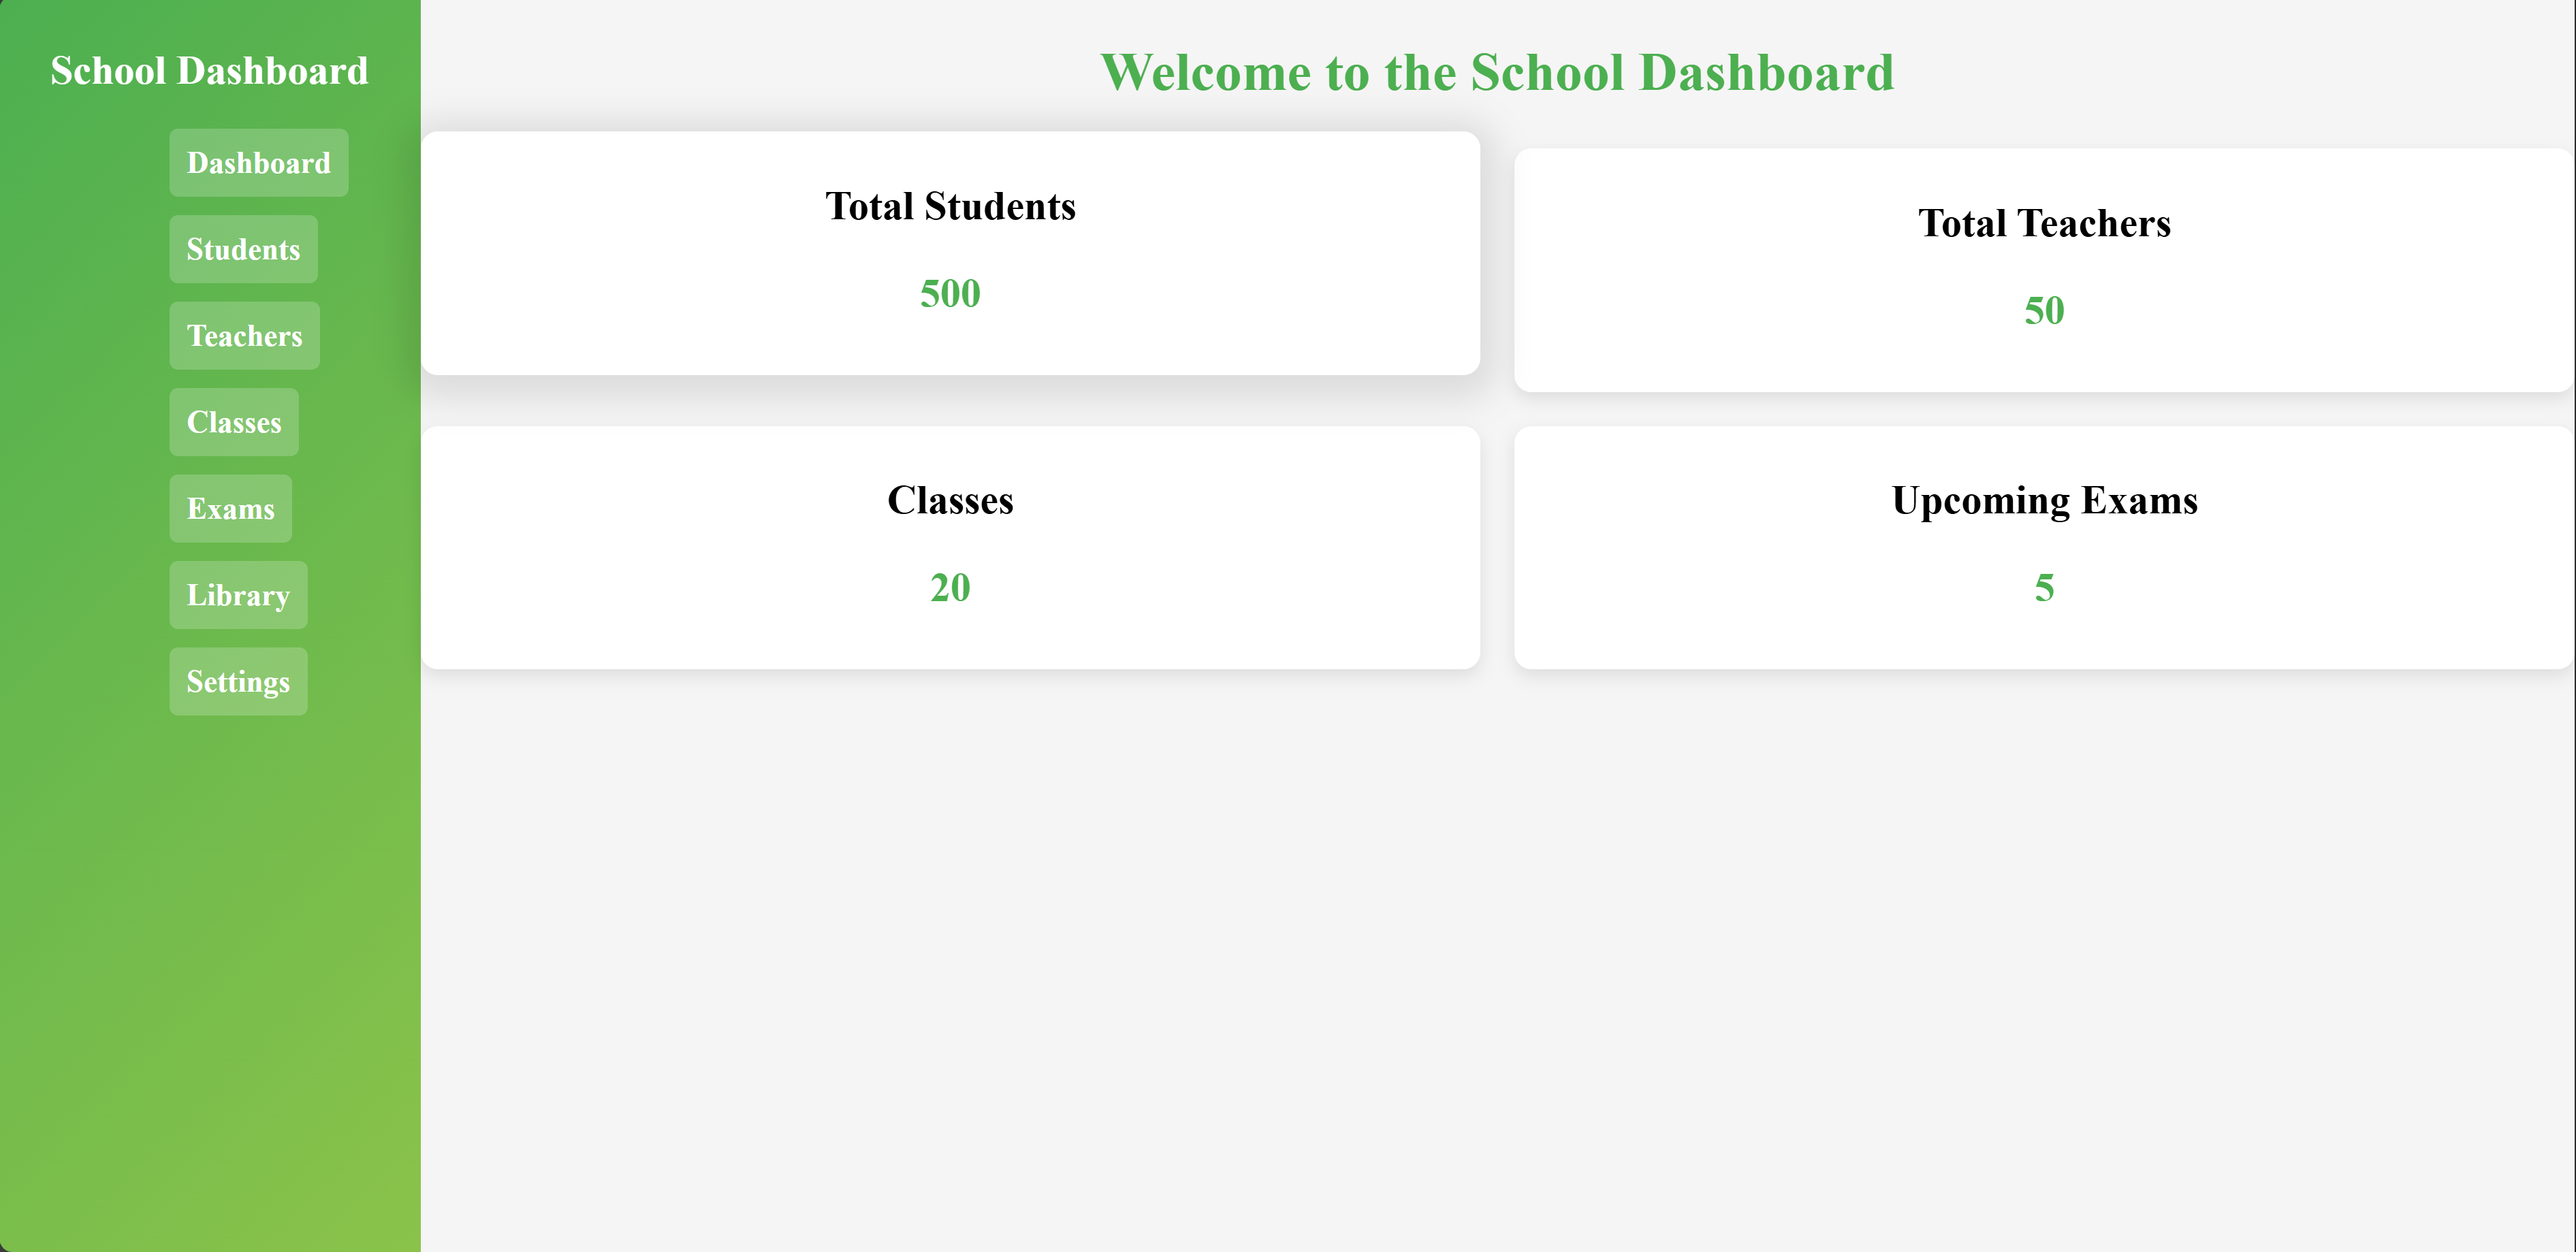 School Dashboard
Dashboard
Students
Teachers
Classes
Exams
Library
Settings
Welcome to the School Dashboard
Total Students
500
Total Teachers
50
Classes
20
Upcoming Exams
5